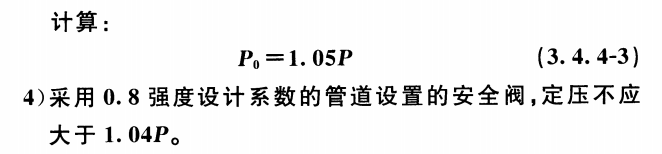 计算：
P₀＝1.05P (3.4.4-3)
4)采用0.8强度设计系数的管道设置的安全阀,定压不应
大于1.04P。